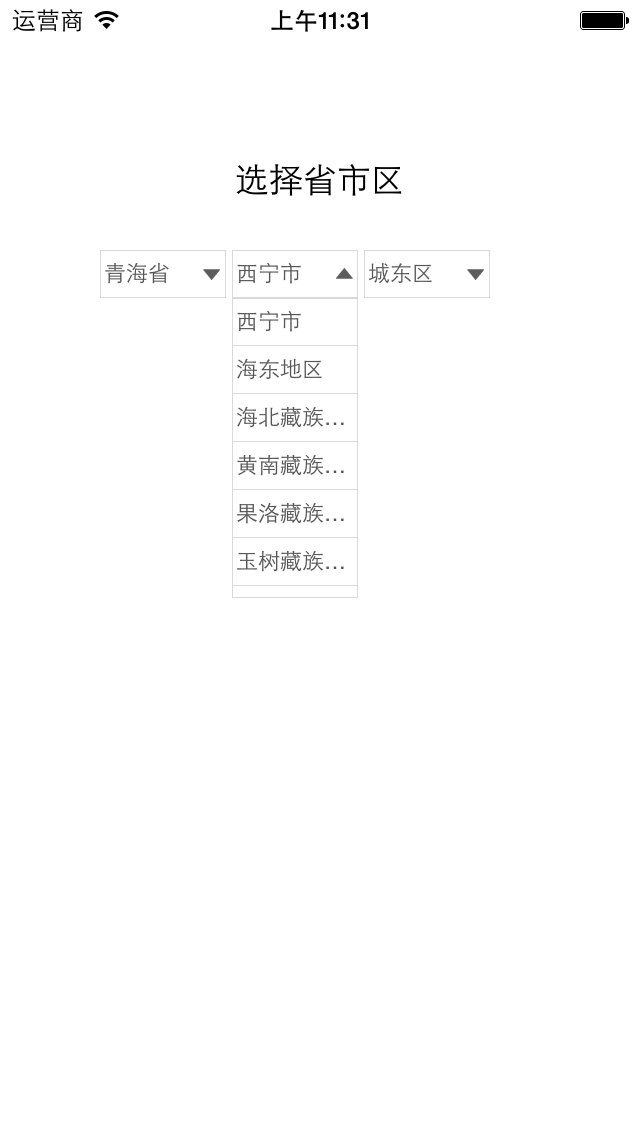 运营商 上午11:31
选择省市区
青海省 西宁市 城东区
西宁市
海东地区
海北藏族...
黄南藏族...
果洛藏族...
玉树藏族...